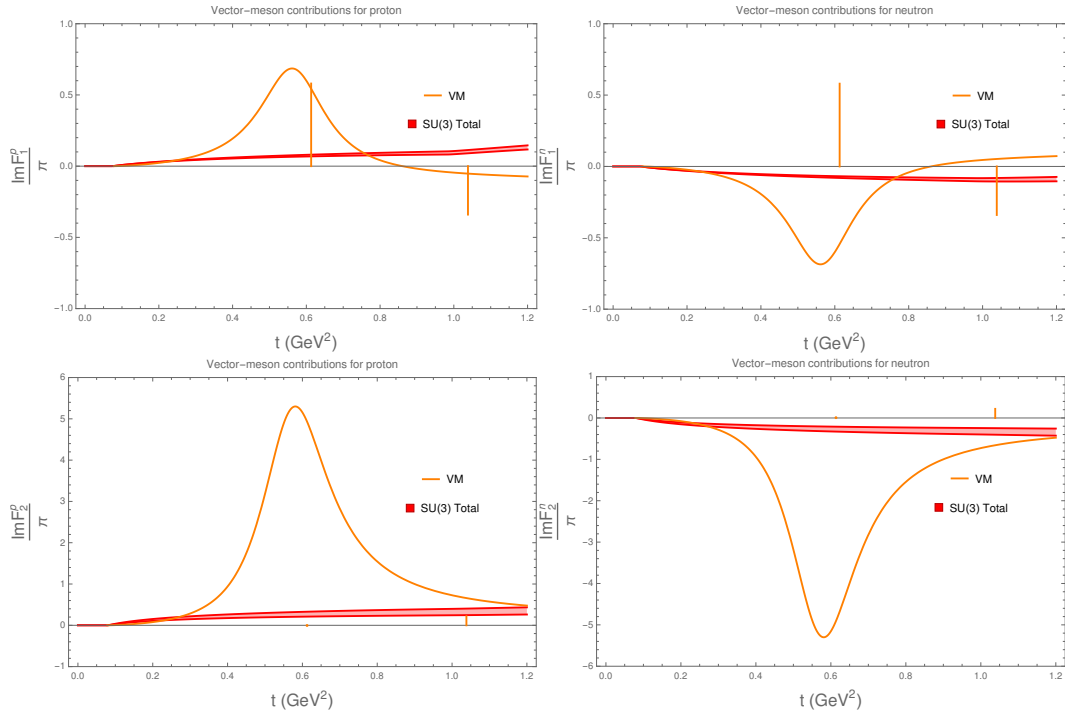 Vector-meson contributions for proton
1.0
0.5
0.0
-0.5
-1.0
ImF₁ᵖ
π
VM
SU(3) Total
0.0 0.2 0.4 0.6 0.8 1.0 1.2
t (GeV²)
Vector-meson contributions for neutron
1.0
0.5
0.0
-0.5
-1.0
ImF₁ⁿ
π
VM
SU(3) Total
0.0 0.2 0.4 0.6 0.8 1.0 1.2
t (GeV²)
Vector-meson contributions for proton
6
5
4
3
2
1
0
-1
ImF₂ᵖ
π
VM
SU(3) Total
0.0 0.2 0.4 0.6 0.8 1.0 1.2
t (GeV²)
Vector-meson contributions for neutron
1
0
-1
-2
-3
-4
-5
-6
ImF₂ⁿ
π
VM
SU(3) Total
0.0 0.2 0.4 0.6 0.8 1.0 1.2
t (GeV²)